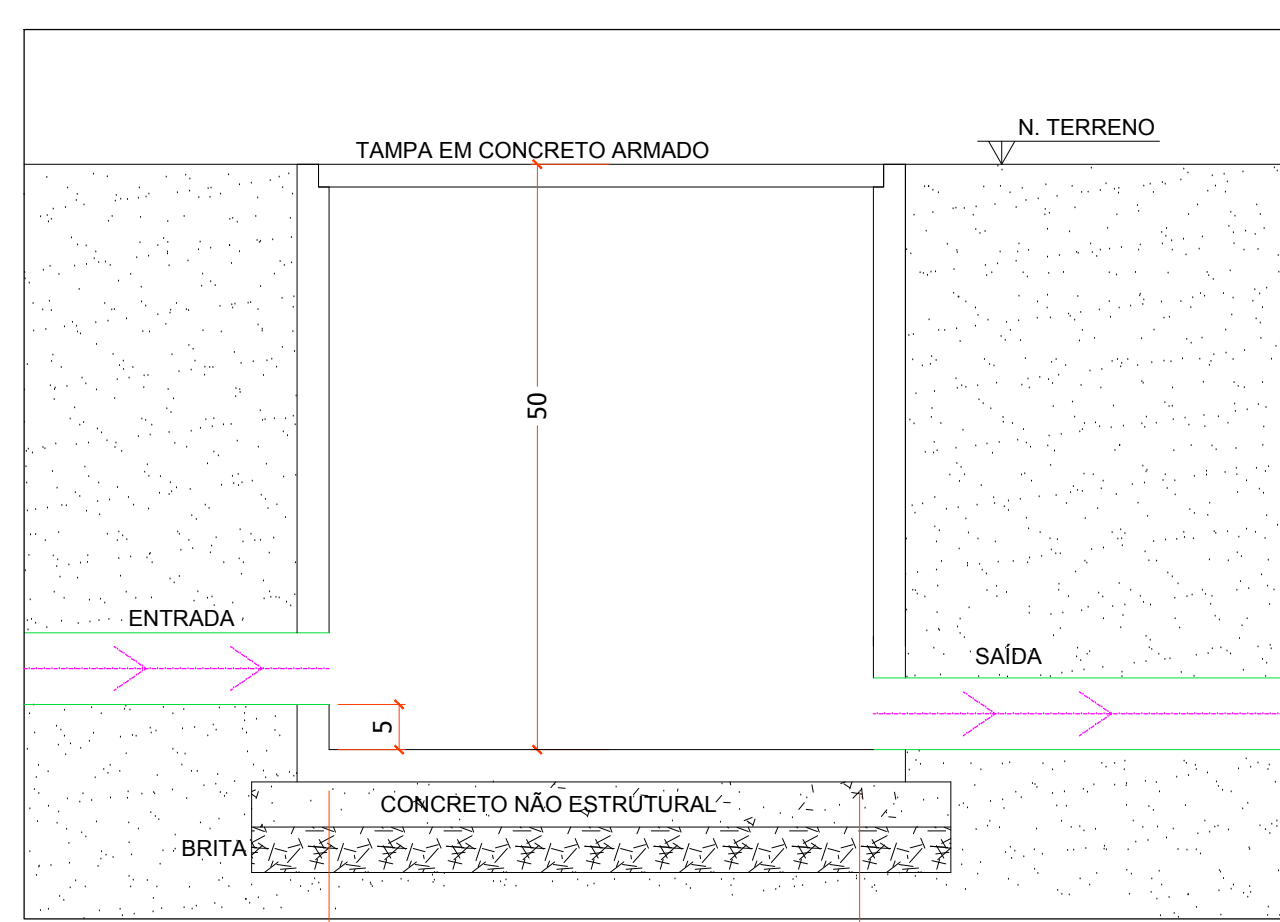 N. TERRENO
TAMPA EM CONCRETO ARMADO
50
ENTRADA
SAÍDA
5
CONCRETO NÃO ESTRUTURAL
BRITA